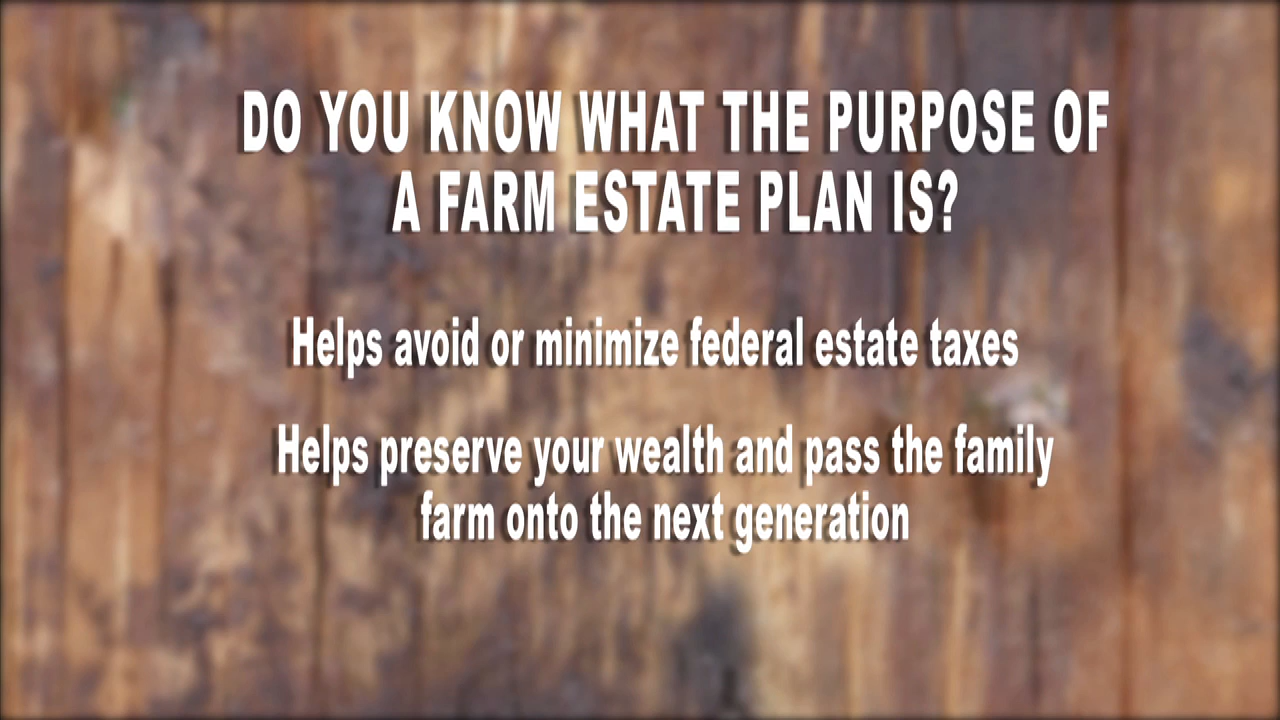 DO YOU KNOW WHAT THE PURPOSE OF
A FARM ESTATE PLAN IS?
Helps avoid or minimize federal estate taxes
Helps preserve your wealth and pass the family
farm onto the next generation